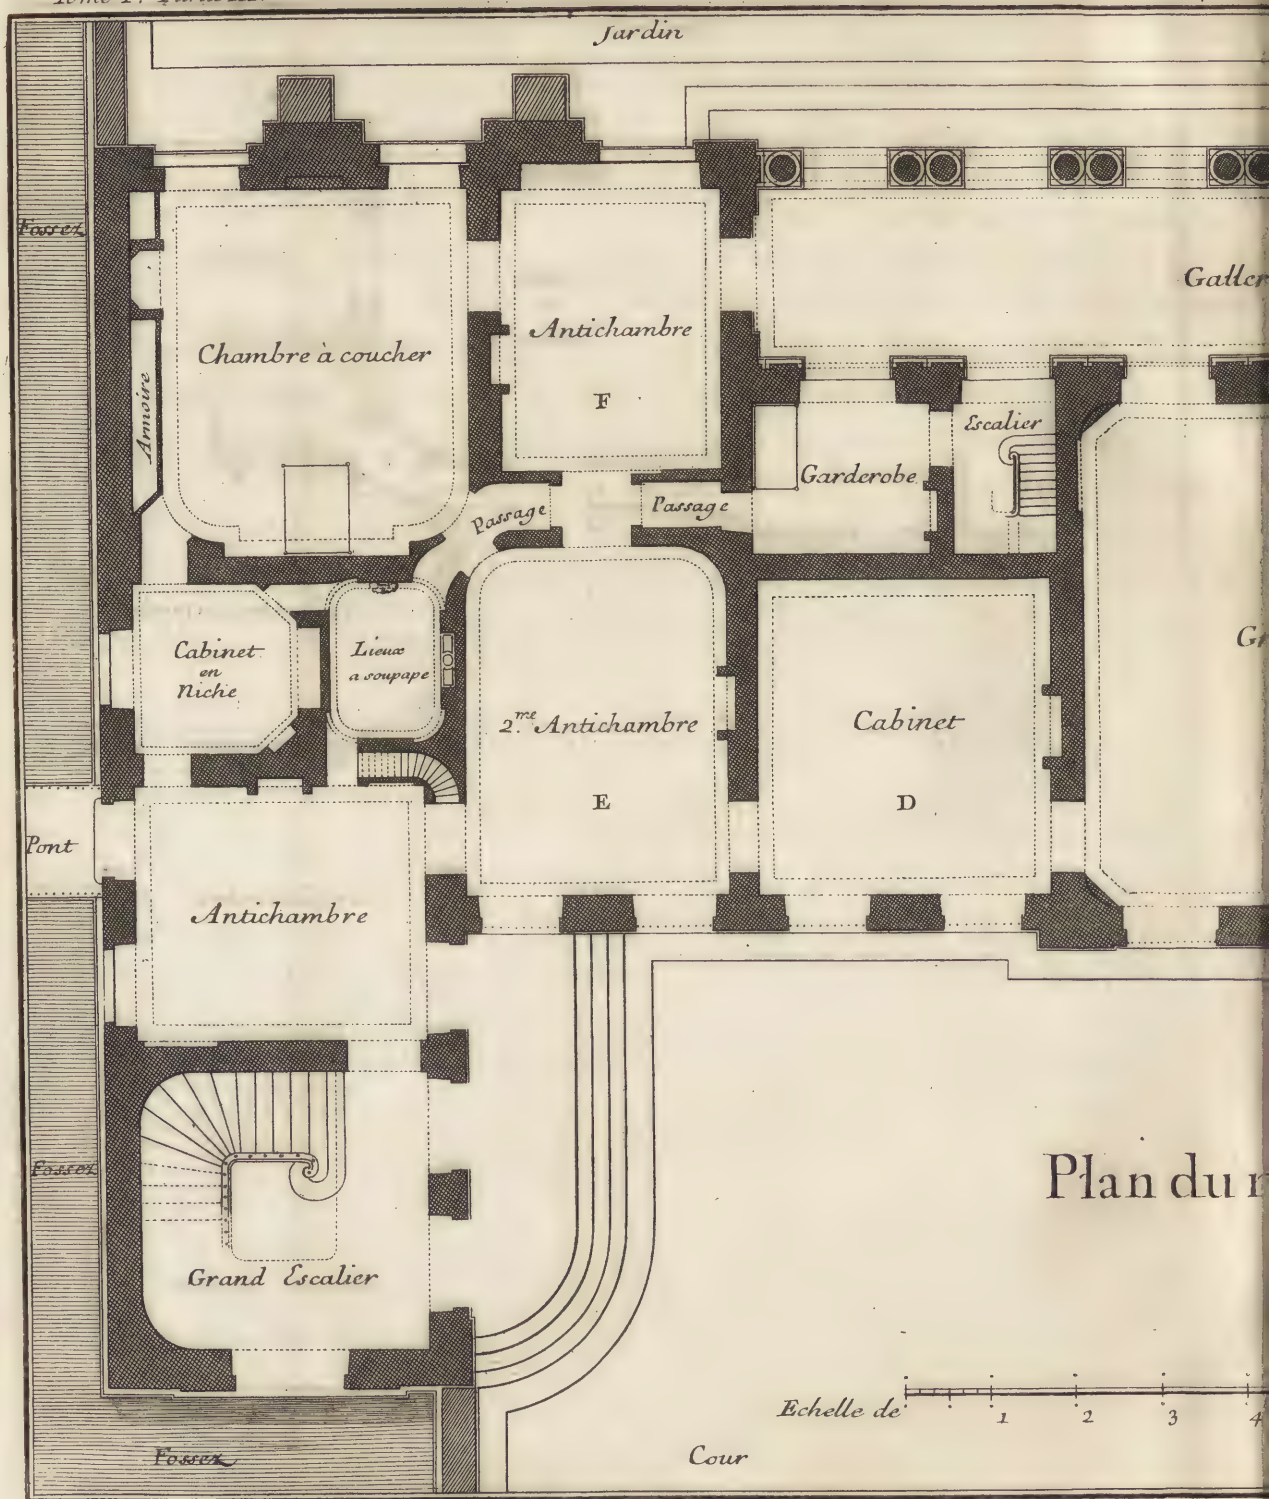 Tome I.
Jardin
Fossez
Galler
Antichambre
Chambre à coucher
F
Armoire
Escalier
Garderobe
Passage
Passage
Cabinet
en
Niche
Lieux
a soupape
Gr
2.me Antichambre
Cabinet
E
D
Pont
Antichambre
Fossez
Plan du r
Grand Escalier
Echelle de
1
2
3
4
Fossez
Cour